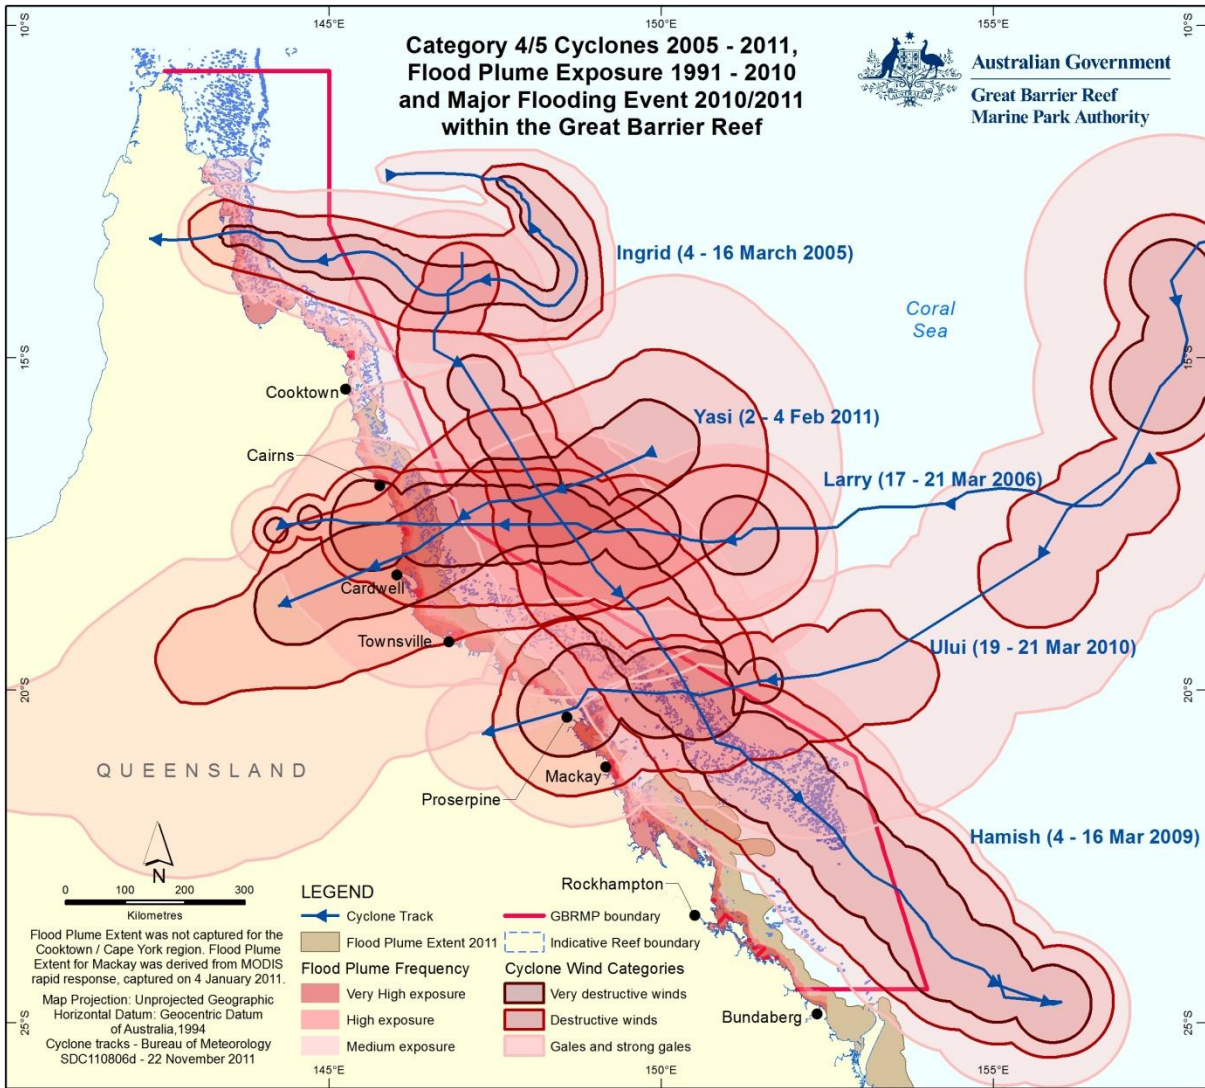 145°E
150°E
155°E
10°S
10°S
Category 4/5 Cyclones 2005 - 2011,
Flood Plume Exposure 1991 - 2010
and Major Flooding Event 2010/2011
within the Great Barrier Reef
Australian Government
Great Barrier Reef
Marine Park Authority
Ingrid (4 - 16 March 2005)
Coral
Sea
15°S
15°S
Cooktown
Yasi (2 - 4 Feb 2011)
Cairns
Larry (17 - 21 Mar 2006)
Cardwell
Townsville
Ului (19 - 21 Mar 2010)
20°S
20°S
QUEENSLAND
Mackay
Proserpine
Hamish (4 - 16 Mar 2009)
N
0 100 200 300
Kilometres
Flood Plume Extent was not captured for the
Cooktown / Cape York region. Flood Plume
Extent for Mackay was derived from MODIS
rapid response, captured on 4 January 2011.
Map Projection: Unprojected Geographic
Horizontal Datum: Geocentric Datum
of Australia,1994
Cyclone tracks - Bureau of Meteorology
SDC110806d - 22 November 2011
Rockhampton
LEGEND
Cyclone Track
Flood Plume Extent 2011
Flood Plume Frequency
Very High exposure
High exposure
Medium exposure
GBRMP boundary
Indicative Reef boundary
Cyclone Wind Categories
Very destructive winds
Destructive winds
Gales and strong gales
Bundaberg
25°S
25°S
145°E
150°E
155°E